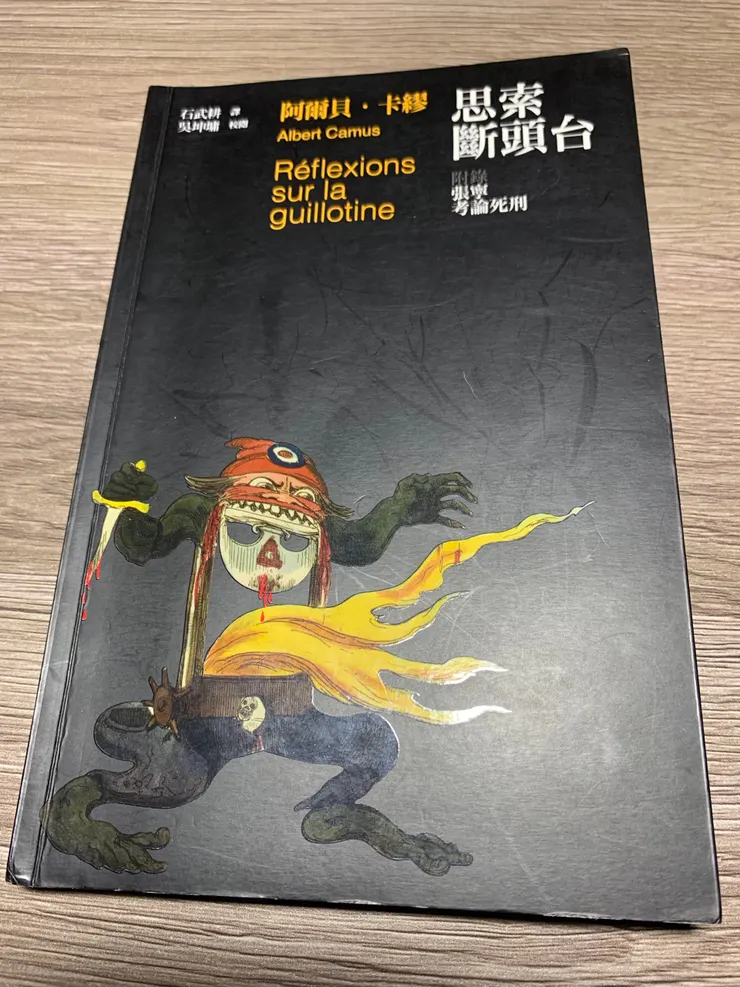 石武耕 譯
吳坤墉 校閱
阿爾貝・卡繆
Albert Camus
Réflexions
sur la
guillotine
思索
斷頭台
附錄
張寧
考論死刑